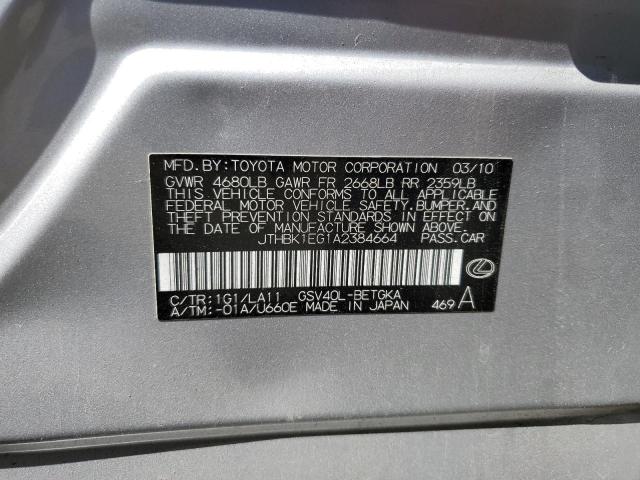 MFD. BY: TOYOTA MOTOR CORPORATION 03/10
GVWR 4680LB GAWR FR 2668LB RR 2359LB
THIS VEHICLE CONFORMS TO ALL APPLICABLE
FEDERAL MOTOR VEHICLE SAFETY, BUMPER, AND
THEFT PREVENTION STANDARDS IN EFFECT ON
THE DATE OF MANUFACTURE SHOWN ABOVE.
JTHBK1EG1A2384664 PASS. CAR
C/TR: 1G1/LA11 GSV40L-BETGKA
A/TM: -01A/U660E MADE IN JAPAN 469 A